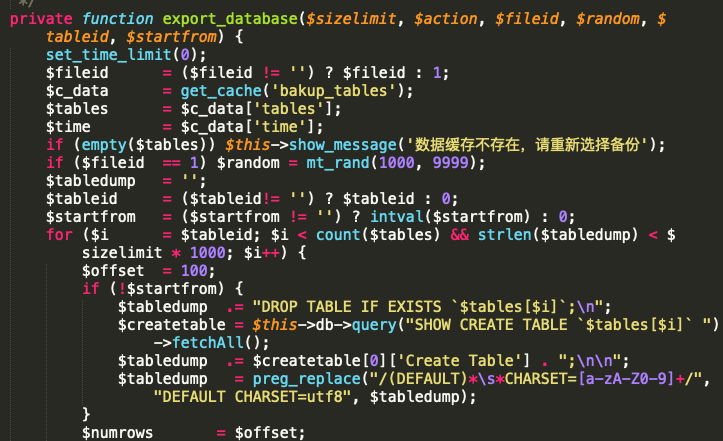 */
private function export_database($sizelimit, $action, $fileid, $random, $
tableid, $startfrom) {
set_time_limit(0);
$fileid      = ($fileid != '') ? $fileid : 1;
$c_data      = get_cache('bakup_tables');
$tables      = $c_data['tables'];
$time        = $c_data['time'];
if (empty($tables)) $this->show_message('数据缓存不存在，请重新选择备份');
if ($fileid  == 1) $random = mt_rand(1000, 9999);
$tabledump   = '';
$tableid     = ($tableid!= '') ? $tableid : 0;
$startfrom   = ($startfrom != '') ? intval($startfrom) : 0;
for ($i      = $tableid; $i < count($tables) && strlen($tabledump) < $
sizelimit * 1000; $i++) {
$offset  = 100;
if (!$startfrom) {
$tabledump  .= "DROP TABLE IF EXISTS `$tables[$i]`;\n";
$createtable = $this->db->query("SHOW CREATE TABLE `$tables[$i]` ")
->fetchAll();
$tabledump  .= $createtable[0]['Create Table'] . ";\n\n";
$tabledump   = preg_replace("/(DEFAULT)*\s*CHARSET=[a-zA-Z0-9]+/",
"DEFAULT CHARSET=utf8", $tabledump);
}
$numrows       = $offset;